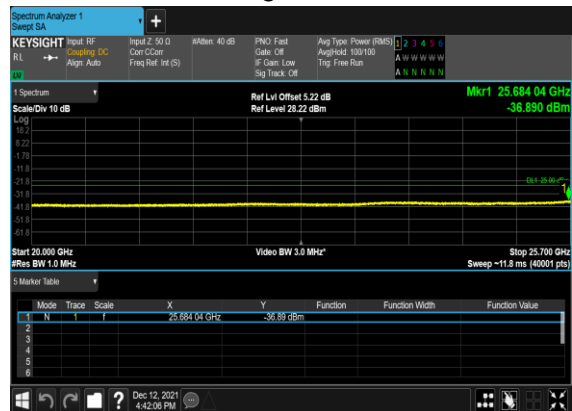 Spectrum Analyzer 1
Swept SA
+
KEYSIGHT Input: RF Input Z: 50 Ω #Atten: 40 dB PNO: Fast Avg Type: Power (RMS) 1 2 3 4 5 6
RL Coupling: DC Corr CCorr Gate: Off Avg|Hold: 100/100 A W W W W W
Align: Auto Freq Ref: Int (S) IF Gain: Low Trig: Free Run
Sig Track: Off A N N N N N
LW
1 Spectrum Ref Lvl Offset 5.22 dB Mkr1 25.684 04 GHz
Scale/Div 10 dB Ref Level 28.22 dBm -36.890 dBm
Log
18.2
8.22
-1.78
-11.8
-21.8
DL1 -25.00
-31.8
1
-41.8
-51.8
-61.8
Start 20.000 GHz Video BW 3.0 MHz* Stop 25.700 GHz
#Res BW 1.0 MHz Sweep ~11.8 ms (40001 pts)
5 Marker Table
Mode Trace Scale X Y Function Function Width Function Value
1 N 1 f 25.684 04 GHz -36.89 dBm
2
3
4
5
6
? Dec 12, 2021
4:42:06 PM